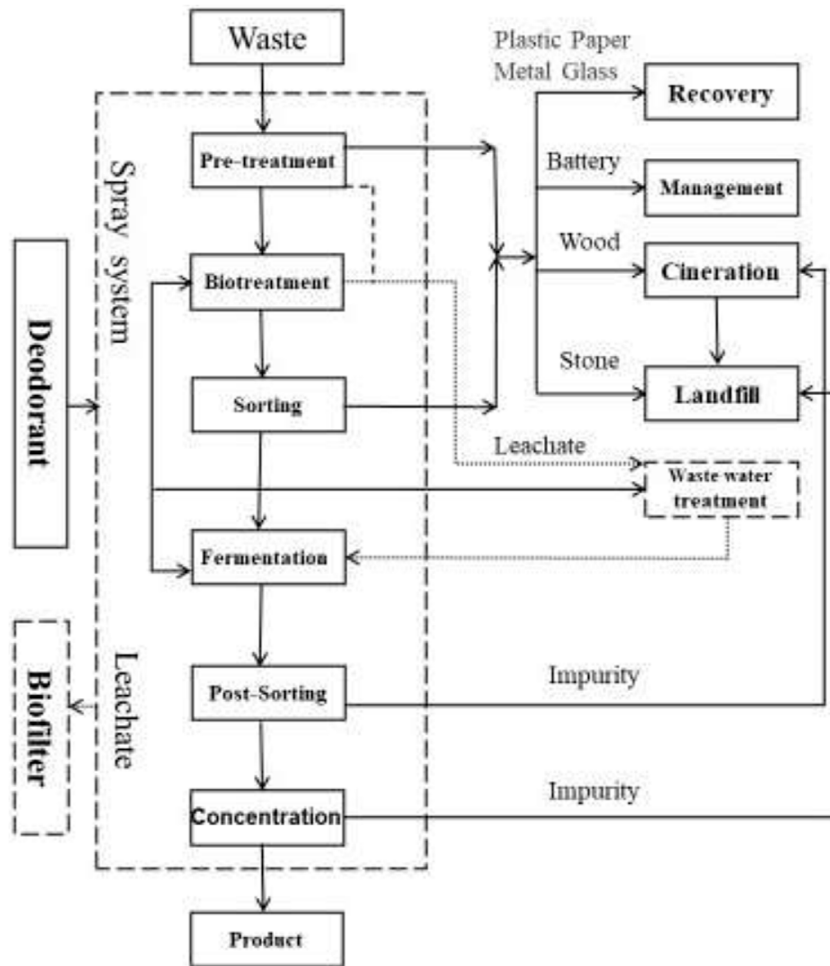 Waste
Plastic Paper
Metal Glass
Recovery
Pre-treatment
Battery
Management
Spray system
Wood
Biotreatment
Cineration
Deodorant
Stone
Sorting
Landfill
Leachate
Waste water
treatment
Fermentation
Biofilter
Leachate
Post-Sorting
Impurity
Concentration
Impurity
Product